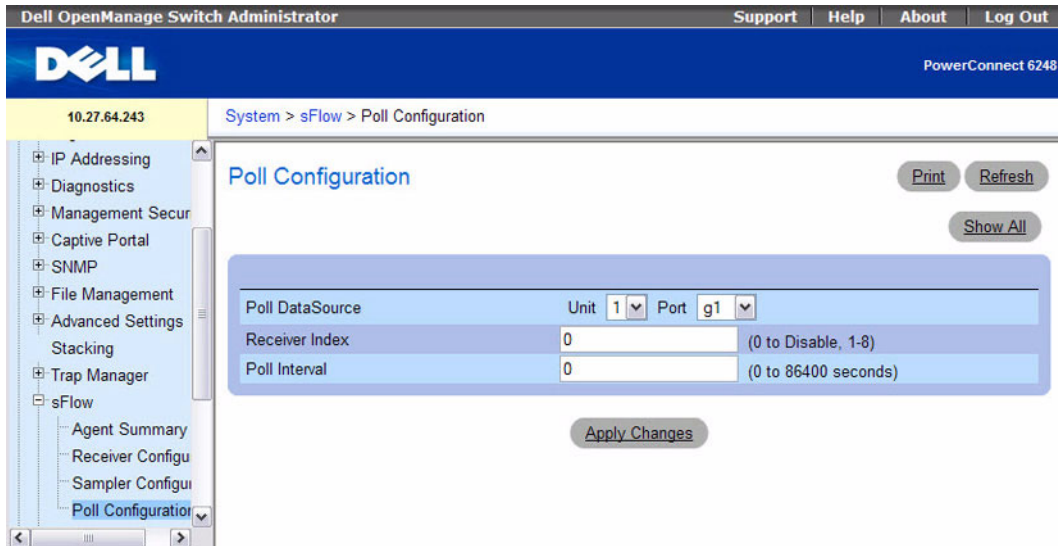 Dell OpenManage Switch Administrator
Support | Help | About | Log Out
DELL
PowerConnect 6248
10.27.64.243
System > sFlow > Poll Configuration
IP Addressing
Diagnostics
Management Secur
Captive Portal
SNMP
File Management
Advanced Settings
Stacking
Trap Manager
sFlow
Agent Summary
Receiver Configu
Sampler Configur
Poll Configuration
Poll Configuration
Print
Refresh
Show All
Poll DataSource Unit 1 Port g1
Receiver Index 0 (0 to Disable, 1-8)
Poll Interval 0 (0 to 86400 seconds)
Apply Changes